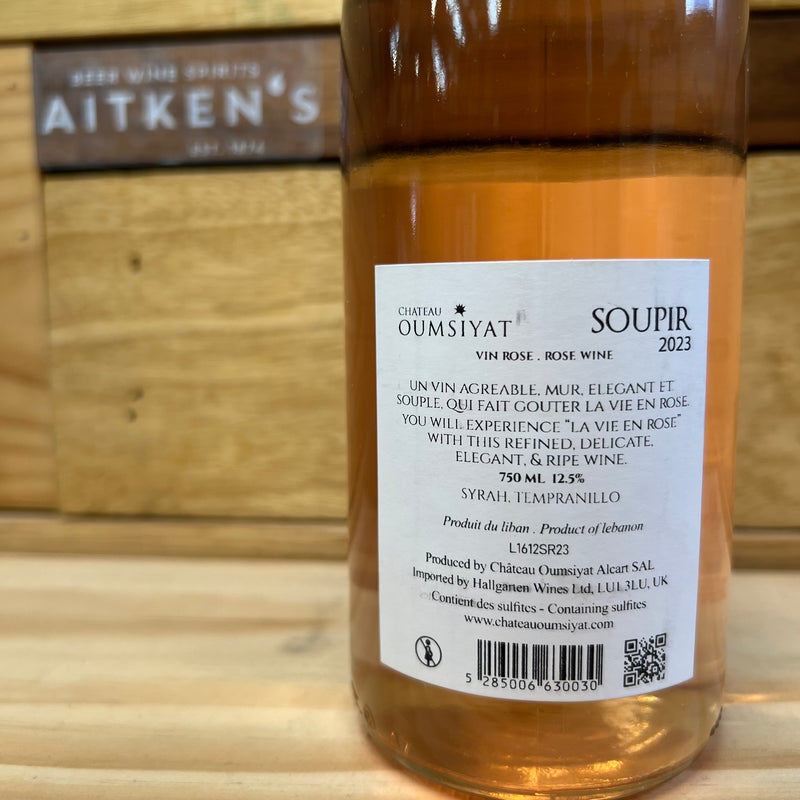 BEER WINE SPIRITS
AITKEN'S
EST. 1874
CHATEAU
OUMSIYAT
SOUPIR
2023
VIN ROSE . ROSE WINE
UN VIN AGREABLE, MUR, ELEGANT ET
SOUPLE, QUI FAIT GOUTER LA VIE EN ROSE.
YOU WILL EXPERIENCE "LA VIE EN ROSE"
WITH THIS REFINED, DELICATE,
ELEGANT, & RIPE WINE.
750 ML 12.5%
SYRAH, TEMPRANILLO
Produit du liban . Product of lebanon
L1612SR23
Produced by Château Oumsiyat Alcart SAL
Imported by Hallgarten Wines Ltd, LU1 3LU, UK
Contient des sulfites - Containing sulfites
www.chateauoumsiyat.com
5 285006 630030